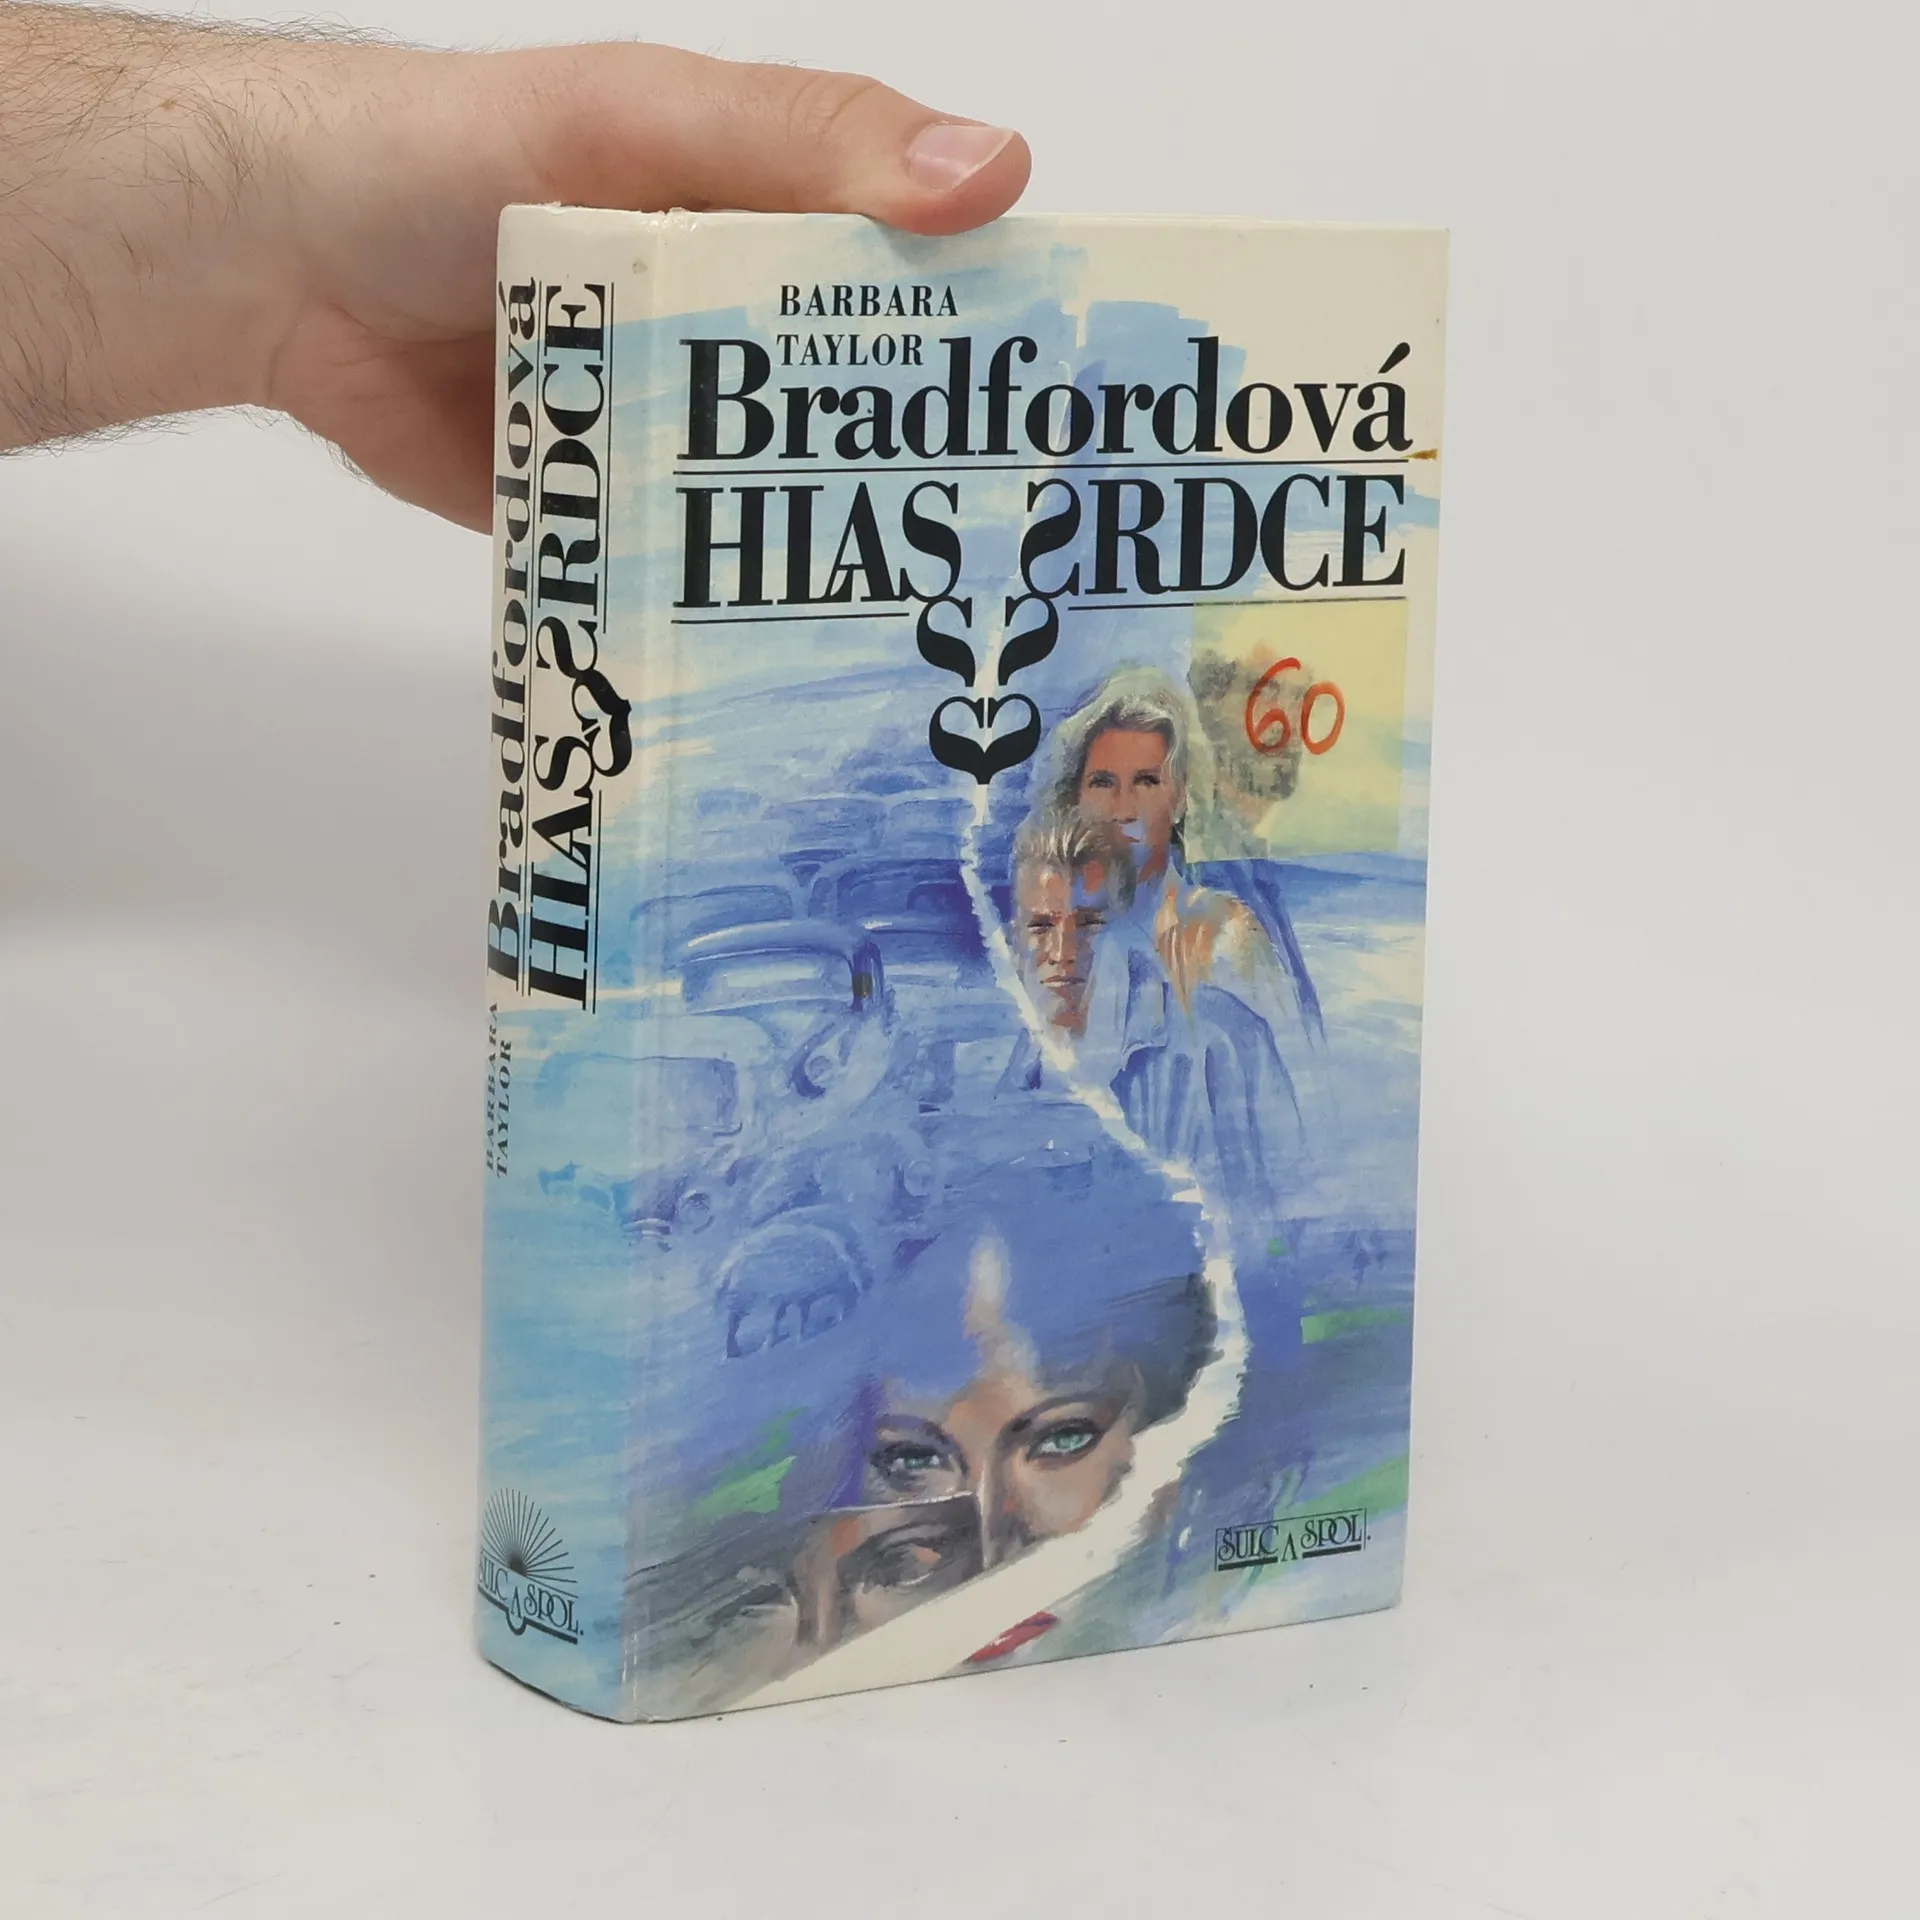 BARBARA
TAYLOR
Bradfordová
HLAS SRDCE
60
ŠULC A SPOL.
BARBARA
TAYLOR
Bradfordová
HLAS SRDCE
ŠULC A SPOL.